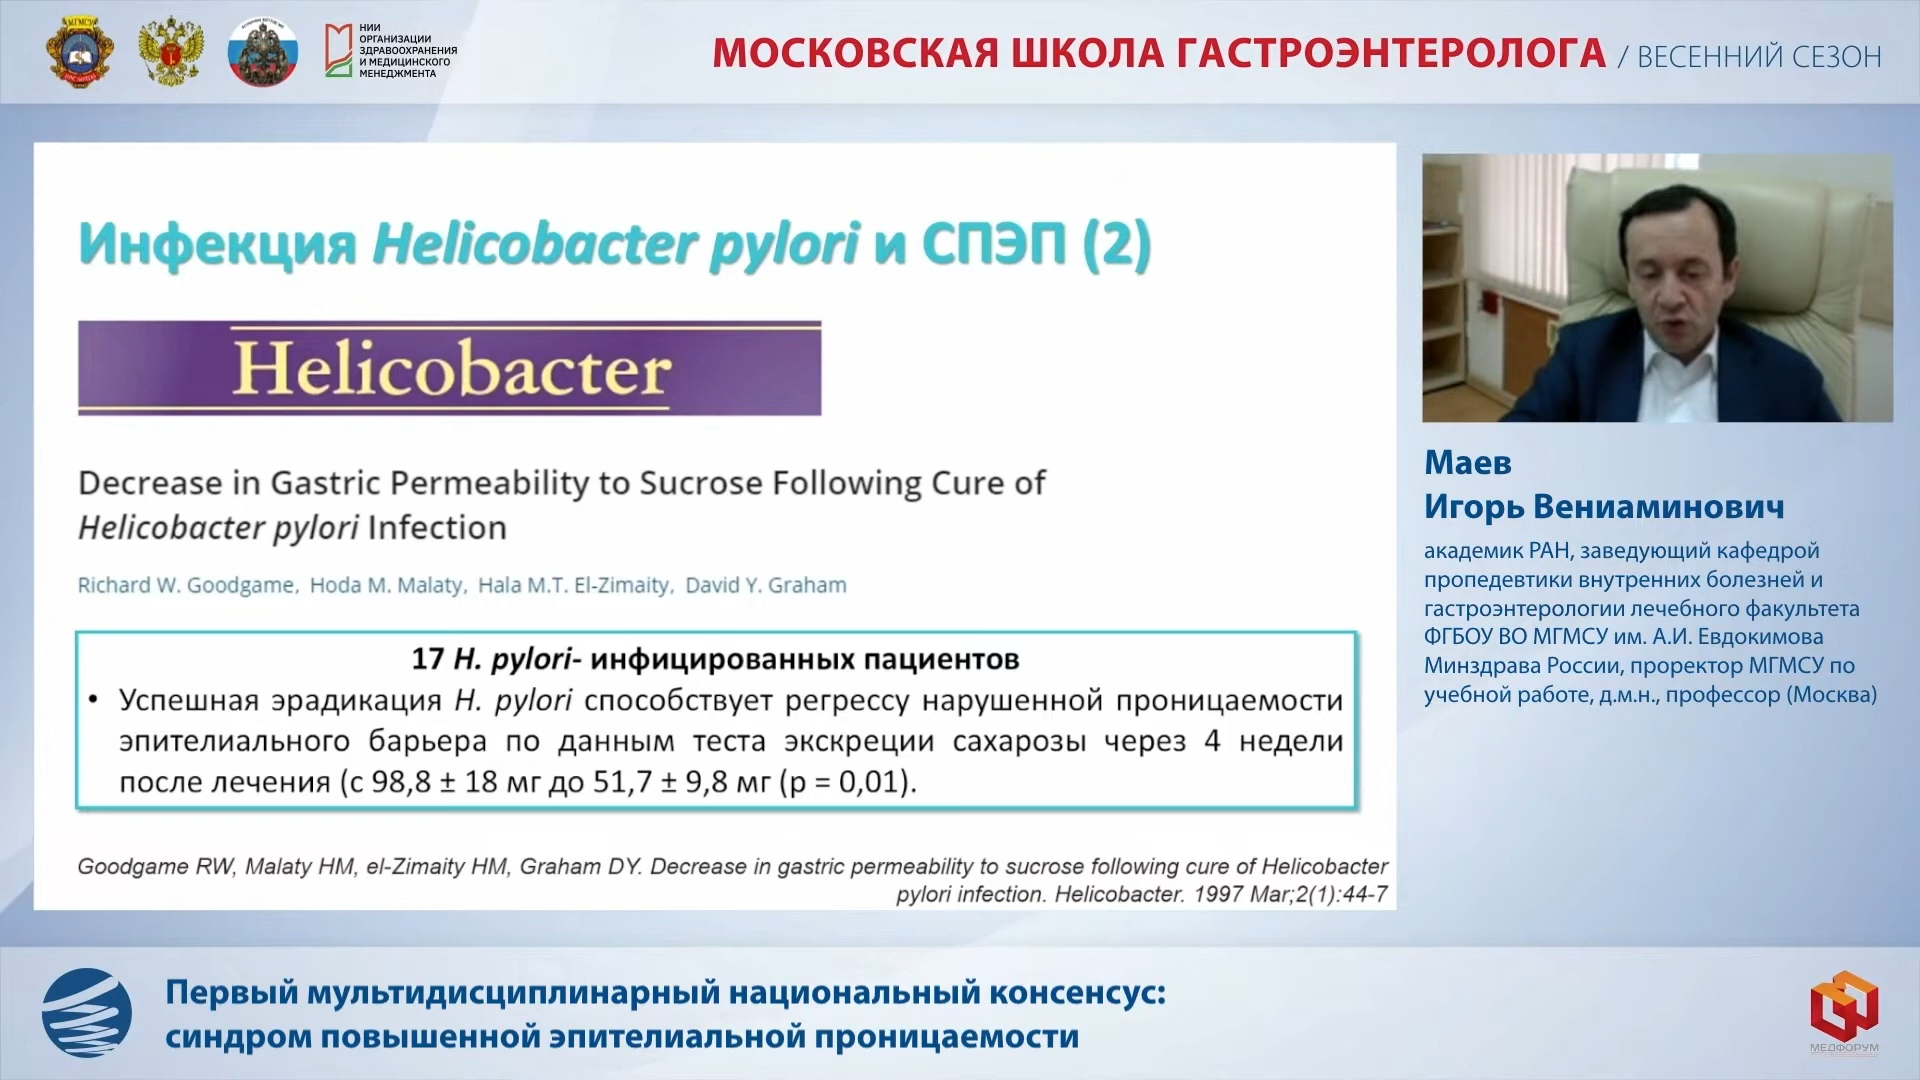 НИИ
ОРГАНИЗАЦИИ
ЗДРАВООХРАНЕНИЯ
И МЕДИЦИНСКОГО
МЕНЕДЖМЕНТА
МОСКОВСКАЯ ШКОЛА ГАСТРОЭНТЕРОЛОГА / ВЕСЕННИЙ СЕЗОН
Инфекция Helicobacter pylori и СПЭП (2)
Helicobacter
Decrease in Gastric Permeability to Sucrose Following Cure of
Helicobacter pylori Infection
Richard W. Goodgame, Hoda M. Malaty, Hala M.T. El-Zimaity, David Y. Graham
17 H. pylori- инфицированных пациентов
• Успешная эрадикация H. pylori способствует регрессу нарушенной проницаемости
эпителиального барьера по данным теста экскреции сахарозы через 4 недели
после лечения (с 98,8 ± 18 мг до 51,7 ± 9,8 мг (p = 0,01).
Goodgame RW, Malaty HM, el-Zimaity HM, Graham DY. Decrease in gastric permeability to sucrose following cure of Helicobacter
pylori infection. Helicobacter. 1997 Mar;2(1):44-7
Маев
Игорь Вениаминович
академик РАН, заведующий кафедрой
пропедевтики внутренних болезней и
гастроэнтерологии лечебного факультета
ФГБОУ ВО МГМСУ им. А.И. Евдокимова
Минздрава России, проректор МГМСУ по
учебной работе, д.м.н., профессор (Москва)
Первый мультидисциплинарный национальный консенсус:
синдром повышенной эпителиальной проницаемости
МЕДФОРУМ